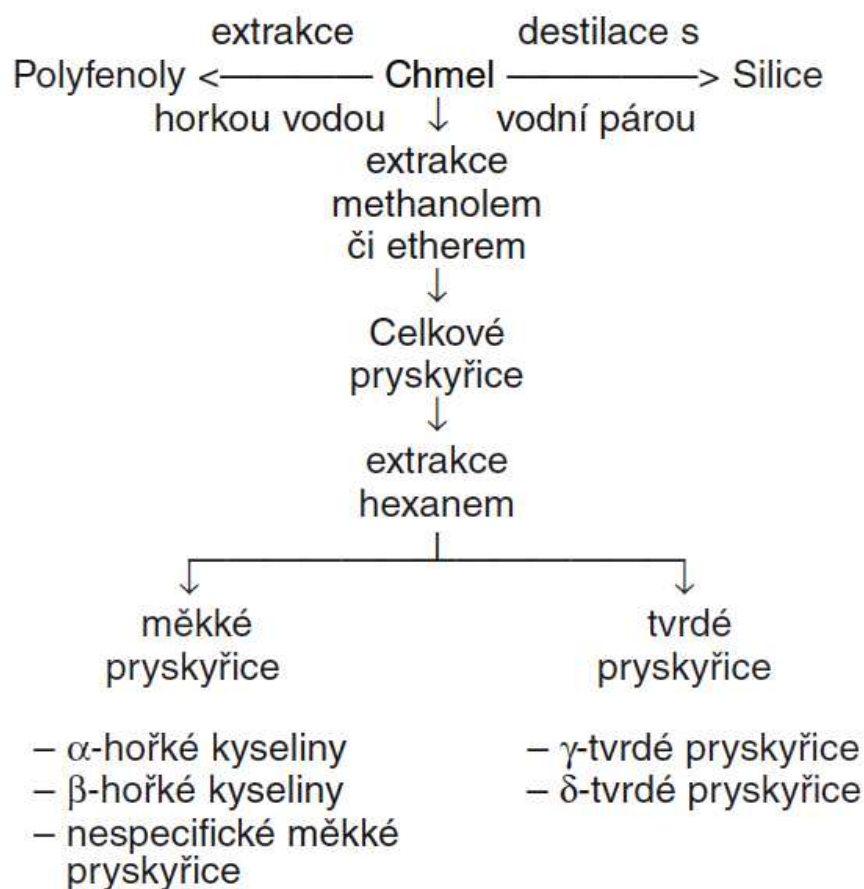 extrakce destilace s
Polyfenoly <———— Chmel —————> Silice
horkou vodou ↓ vodní párou
extrakce
methanolem
či etherem
↓
Celkové
pryskyřice
↓
extrakce
hexanem
↓ ↓
měkké tvrdé
pryskyřice pryskyřice
– α-hořké kyseliny – γ-tvrdé pryskyřice
– β-hořké kyseliny – δ-tvrdé pryskyřice
– nespecifické měkké
pryskyřice